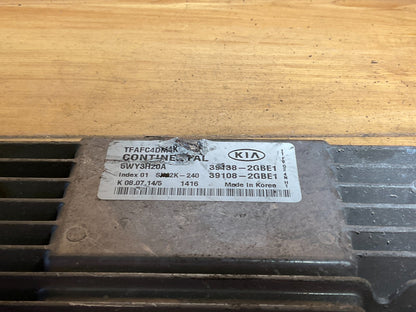 TFAFC4DM4K
CONTINENTAL KIA
5WY3H20A 39138-2GBE1
Index 01 2K-240 39108-2GBE1
K 08.07.14/5 1416 Made in Korea